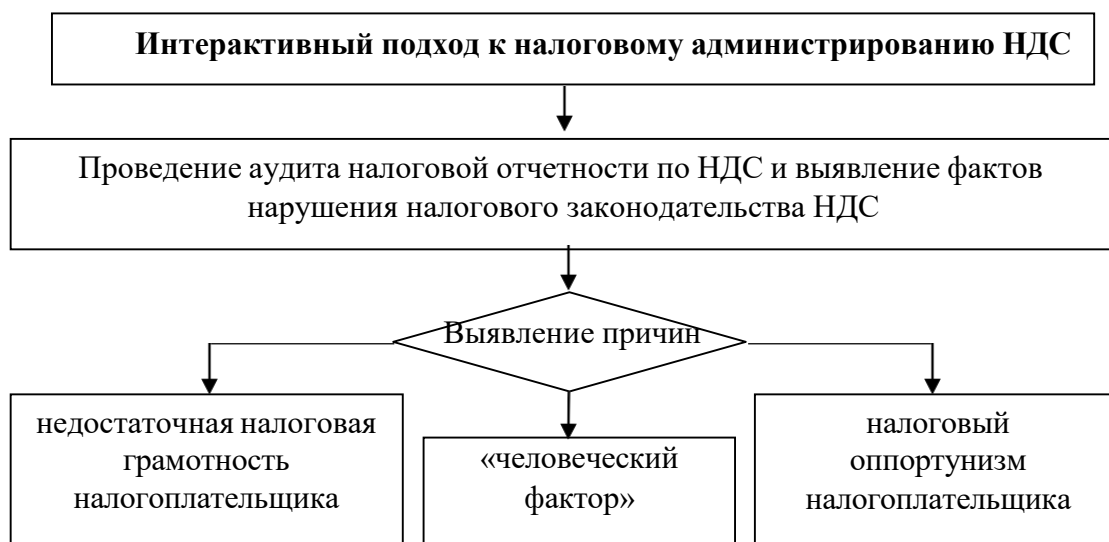 Интерактивный подход к налоговому администрированию НДС
Проведение аудита налоговой отчетности по НДС и выявление фактов
нарушения налогового законодательства НДС
Выявление причин
недостаточная налоговая
грамотность
налогоплательщика
«человеческий
фактор»
налоговый
оппортунизм
налогоплательщика